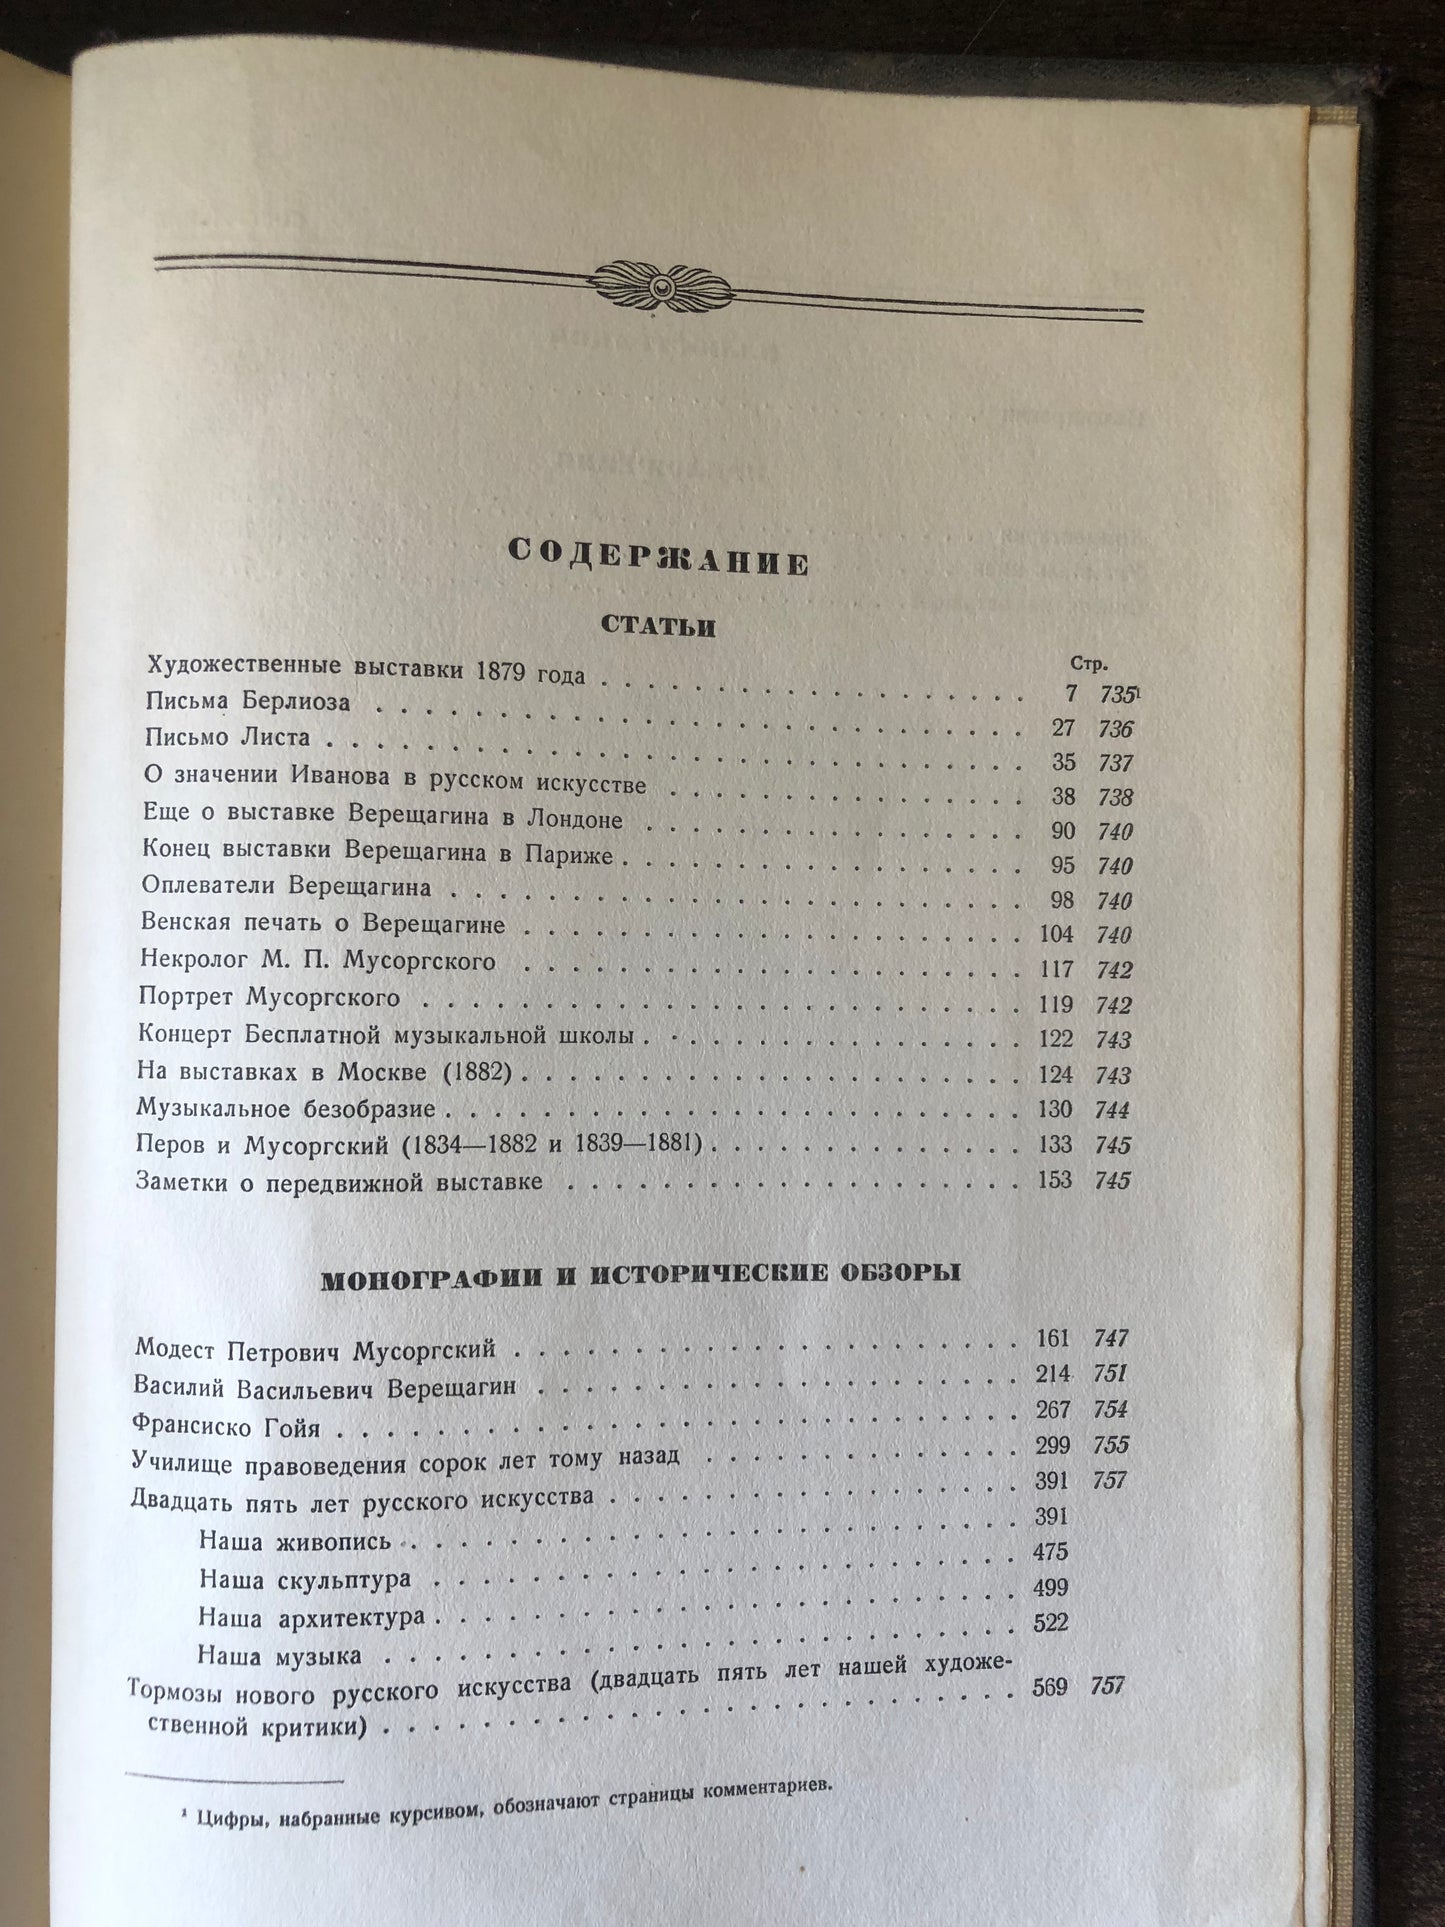 СОДЕРЖАНИЕ
СТАТЬИ
Стр.
Художественные выставки 1879 года . . . . . . . . . . . . . . . . . . 7 735¹
Письма Берлиоза . . . . . . . . . . . . . . . . . . . . . . . . . . . 27 736
Письмо Листа . . . . . . . . . . . . . . . . . . . . . . . . . . . . . 35 737
О значении Иванова в русском искусстве . . . . . . . . . . . . . . . 38 738
Еще о выставке Верещагина в Лондоне . . . . . . . . . . . . . . . . 90 740
Конец выставки Верещагина в Париже . . . . . . . . . . . . . . . . . 95 740
Оплеватели Верещагина . . . . . . . . . . . . . . . . . . . . . . . . 98 740
Венская печать о Верещагине . . . . . . . . . . . . . . . . . . . . . 104 740
Некролог М. П. Мусоргского . . . . . . . . . . . . . . . . . . . . . 117 742
Портрет Мусоргского . . . . . . . . . . . . . . . . . . . . . . . . . 119 742
Концерт Бесплатной музыкальной школы . . . . . . . . . . . . . . . . 122 743
На выставках в Москве (1882) . . . . . . . . . . . . . . . . . . . . . 124 743
Музыкальное безобразие . . . . . . . . . . . . . . . . . . . . . . . . 130 744
Перов и Мусоргский (1834—1882 и 1839—1881) . . . . . . . . . . . . . 133 745
Заметки о передвижной выставке . . . . . . . . . . . . . . . . . . . 153 745
МОНОГРАФИИ И ИСТОРИЧЕСКИЕ ОБЗОРЫ
Модест Петрович Мусоргский . . . . . . . . . . . . . . . . . . . . . 161 747
Василий Васильевич Верещагин . . . . . . . . . . . . . . . . . . . . 214 751
Франсиско Гойя . . . . . . . . . . . . . . . . . . . . . . . . . . . . 267 754
Училище правоведения сорок лет тому назад . . . . . . . . . . . . . 299 755
Двадцать пять лет русского искусства . . . . . . . . . . . . . . . . . 391 757
Наша живопись . . . . . . . . . . . . . . . . . . . . . . . . . 391
Наша скульптура . . . . . . . . . . . . . . . . . . . . . . . . 475
Наша архитектура . . . . . . . . . . . . . . . . . . . . . . . . 499
Наша музыка . . . . . . . . . . . . . . . . . . . . . . . . . . 522
Тормозы нового русского искусства (двадцать пять лет нашей художе-
ственной критики) . . . . . . . . . . . . . . . . . . . . . . . . . . 569 757
¹ Цифры, набранные курсивом, обозначают страницы комментариев.